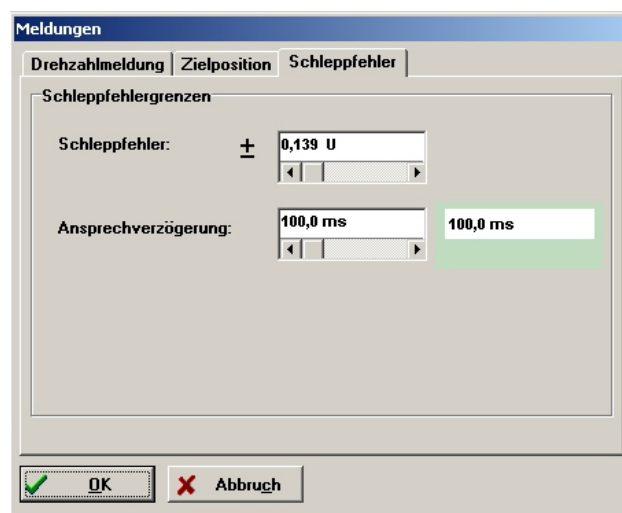 Meldungen
Drehzahlmeldung Zielposition Schleppfehler
Schleppfehlergrenzen
Schleppfehler: ± 0,139 U
Ansprechverzögerung: 100,0 ms 100,0 ms
OK Abbruch